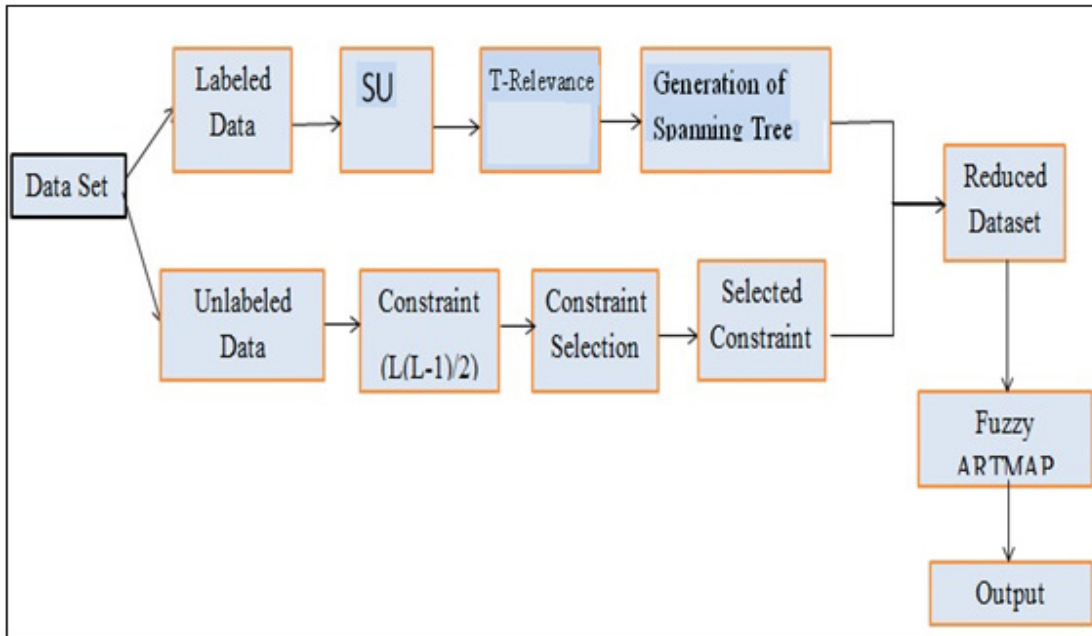 Labeled
Data
SU
T-Relevance
Generation of
Spanning Tree
Data Set
Reduced
Dataset
Unlabeled
Data
Constraint
(L(L-1)/2)
Constraint
Selection
Selected
Constraint
Fuzzy
ARTMAP
Output